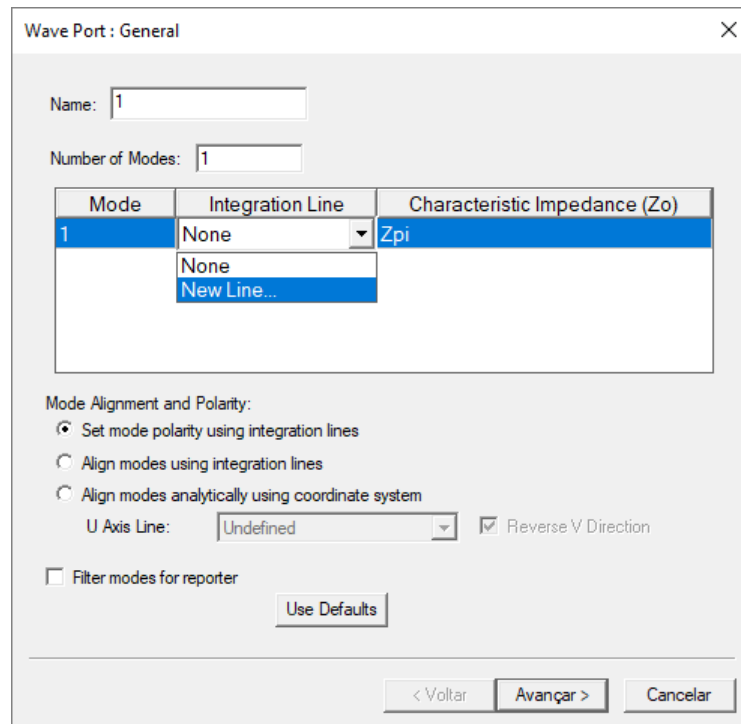 Wave Port : General
Name: 1
Number of Modes: 1
Mode Integration Line Characteristic Impedance (Zo)
1 None Zpi
None
New Line...
Mode Alignment and Polarity:
Set mode polarity using integration lines
Align modes using integration lines
Align modes analytically using coordinate system
U Axis Line: Undefined Reverse V Direction
Filter modes for reporter
Use Defaults
< Voltar Avançar > Cancelar